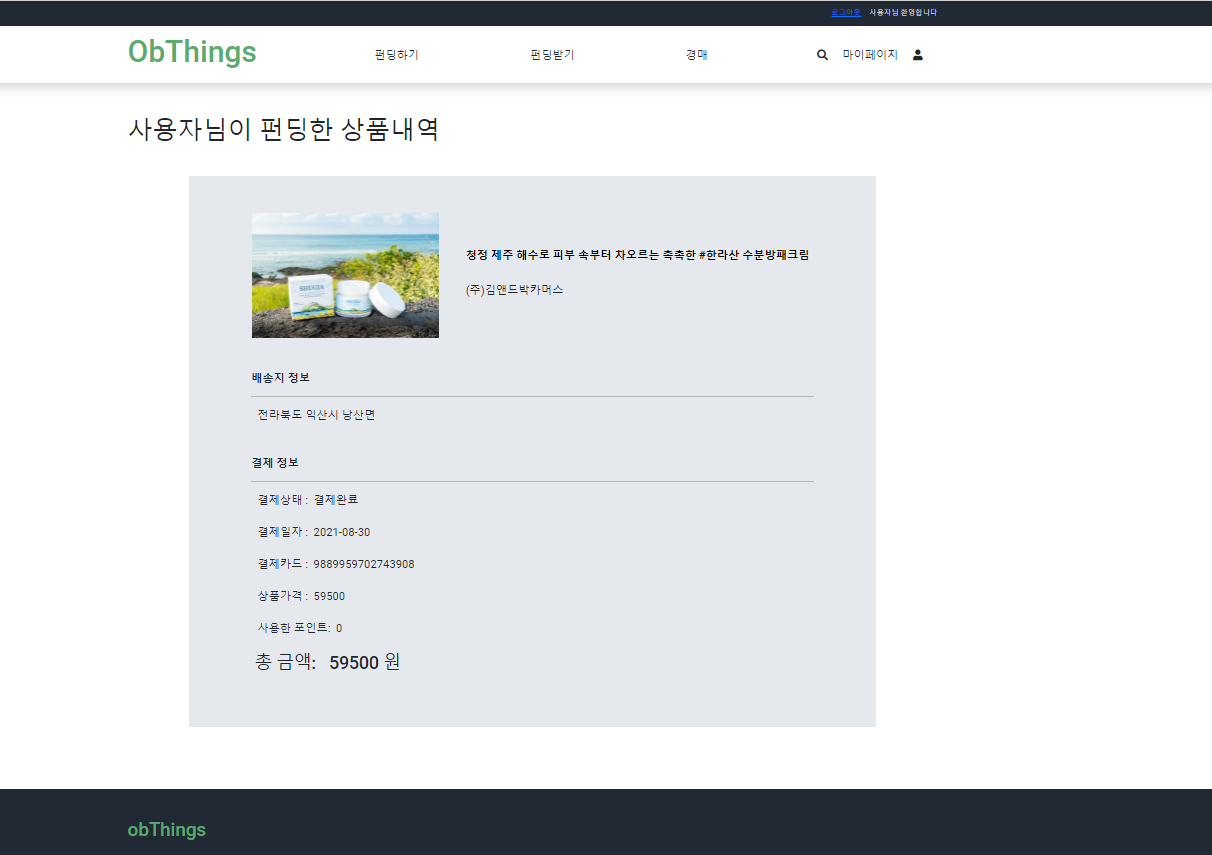 로그아웃 사용자님 환영합니다
ObThings 펀딩하기 펀딩받기 경매 마이페이지
사용자님이 펀딩한 상품내역
청정 제주 해수로 피부 속부터 차오르는 촉촉한 #한라산 수분방패크림
(주)김앤드박카머스
배송지 정보
전라북도 익산시 낭산면
결제 정보
결제상태 : 결제완료
결제일자 : 2021-08-30
결제카드 : 9889959702743908
상품가격 : 59500
사용한 포인트: 0
총 금액: 59500 원
obThings